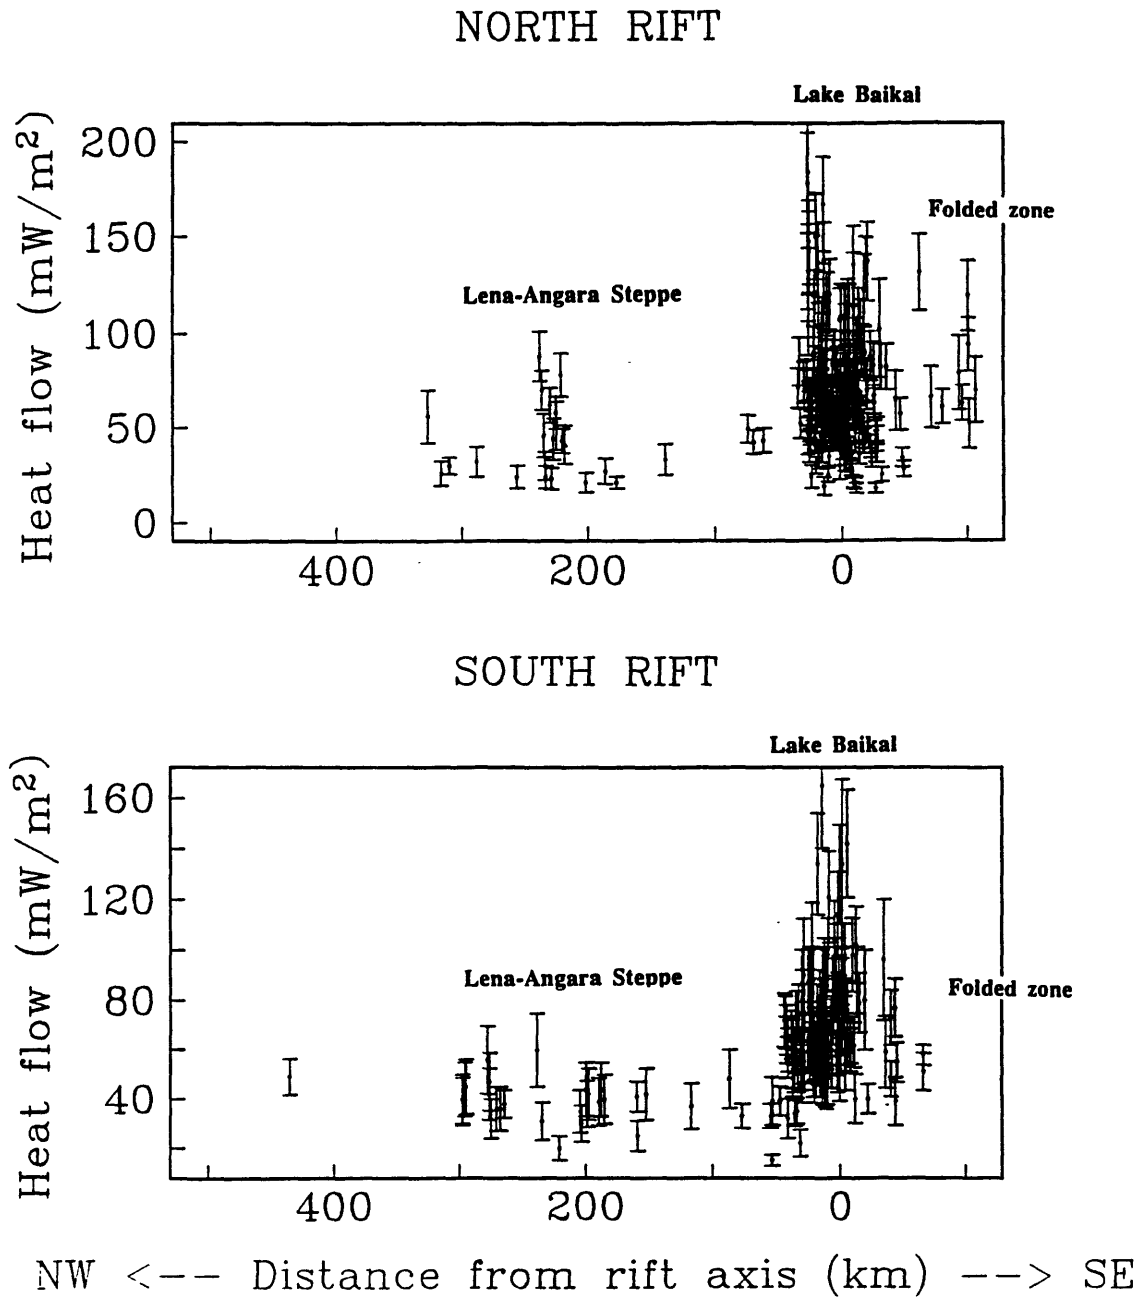 NORTH RIFT
Lake Baikal
Heat flow (mW/m²)
200
150
100
50
0
Folded zone
Lena-Angara Steppe
400
200
0
SOUTH RIFT
Lake Baikal
Heat flow (mW/m²)
160
120
80
40
Lena-Angara Steppe
Folded zone
400
200
0
NW <-- Distance from rift axis (km) --> SE